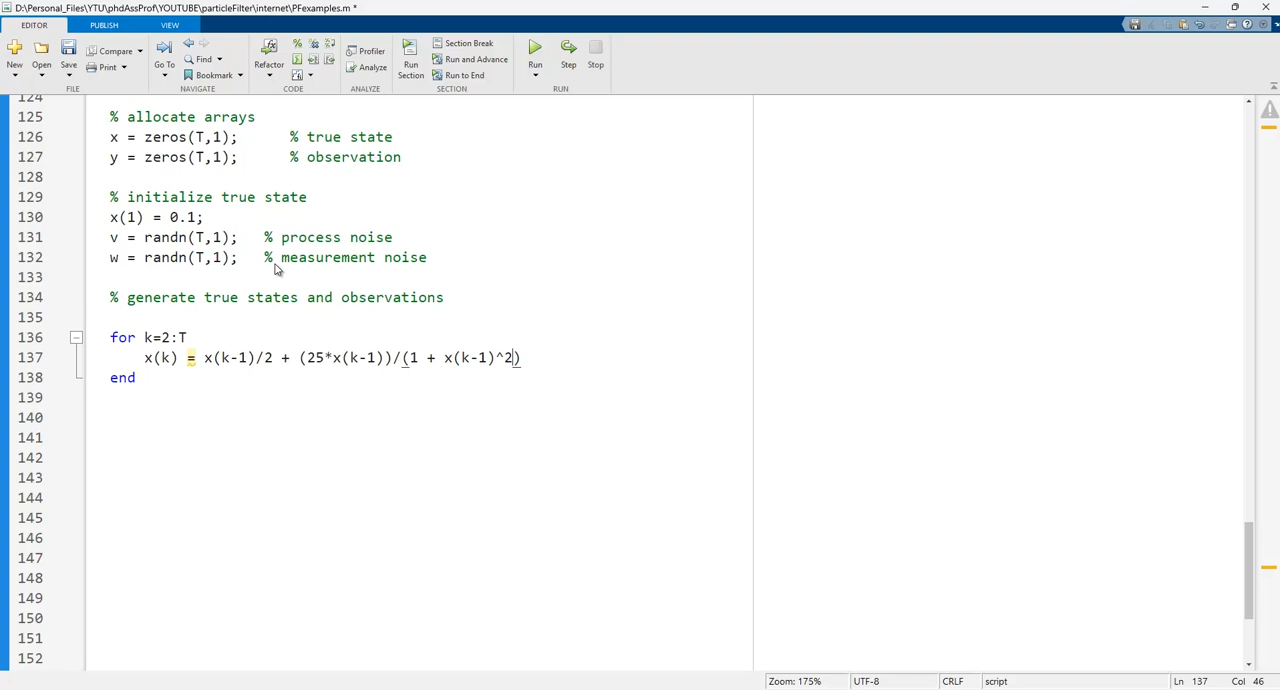 D:\Personal_Files\YTU\phdAssProf\YOUTUBE\particleFilter\internet\PFexamples.m *
EDITOR PUBLISH VIEW
New Open Save Compare Print
Go To Find Bookmark
Refactor
Profiler Analyze
Run Section Section Break Run and Advance Run to End
Run Step Stop
FILE NAVIGATE CODE ANALYZE SECTION RUN
124
125 % allocate arrays
126 x = zeros(T,1); % true state
127 y = zeros(T,1); % observation
128
129 % initialize true state
130 x(1) = 0.1;
131 v = randn(T,1); % process noise
132 w = randn(T,1); % measurement noise
133
134 % generate true states and observations
135
136 for k=2:T
137 x(k) = x(k-1)/2 + (25*x(k-1))/(1 + x(k-1)^2)
138 end
139
140
141
142
143
144
145
146
147
148
149
150
151
152
Zoom: 175% UTF-8 CRLF script Ln 137 Col 46